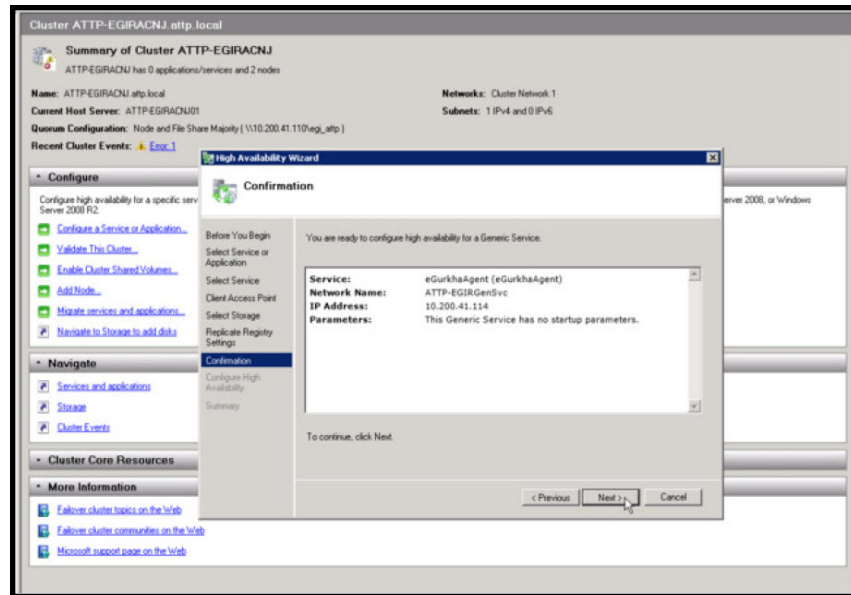 Cluster ATTP-EGIRACNJ.attp.local
Summary of Cluster ATTP-EGIRACNJ
ATTP-EGIRACNJ has 0 applications/services and 2 nodes
Name: ATTP-EGIRACNJ.attp.local
Networks: Cluster Network 1
Current Host Server: ATTP-EGIRACNJ01
Subnets: 1 IPv4 and 0 IPv6
Quorum Configuration: Node and File Share Majority (\\10.200.41.110\egi_attp)
Recent Cluster Events: Error: 1
Configure
Configure high availability for a specific serv
erver 2008, or Windows
Server 2008 R2.
Configure a Service or Application...
Validate This Cluster...
Enable Cluster Shared Volumes...
Add Node...
Migrate services and applications...
Navigate to Storage to add disks
Navigate
Services and applications
Storage
Cluster Events
Cluster Core Resources
More Information
Failover cluster topics on the Web
Failover cluster communities on the Web
Microsoft support page on the Web
High Availability Wizard
Confirmation
Before You Begin
Select Service or
Application
Select Service
Client Access Point
Select Storage
Replicate Registry
Settings
Confirmation
Configure High
Availability
Summary
You are ready to configure high availability for a Generic Service.
Service: eGurkhaAgent (eGurkhaAgent)
Network Name: ATTP-EGIRGenSvc
IP Address: 10.200.41.114
Parameters: This Generic Service has no startup parameters.
To continue, click Next.
< Previous
Next >
Cancel